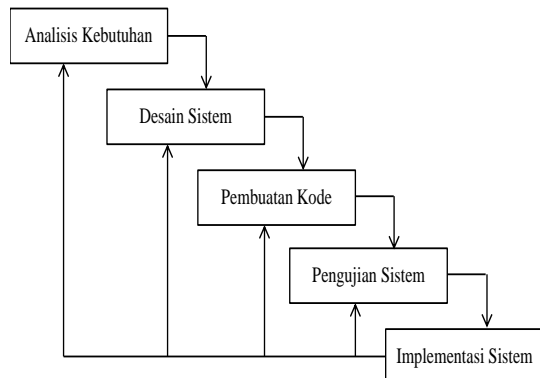 Analisis Kebutuhan
Desain Sistem
Pembuatan Kode
Pengujian Sistem
Implementasi Sistem